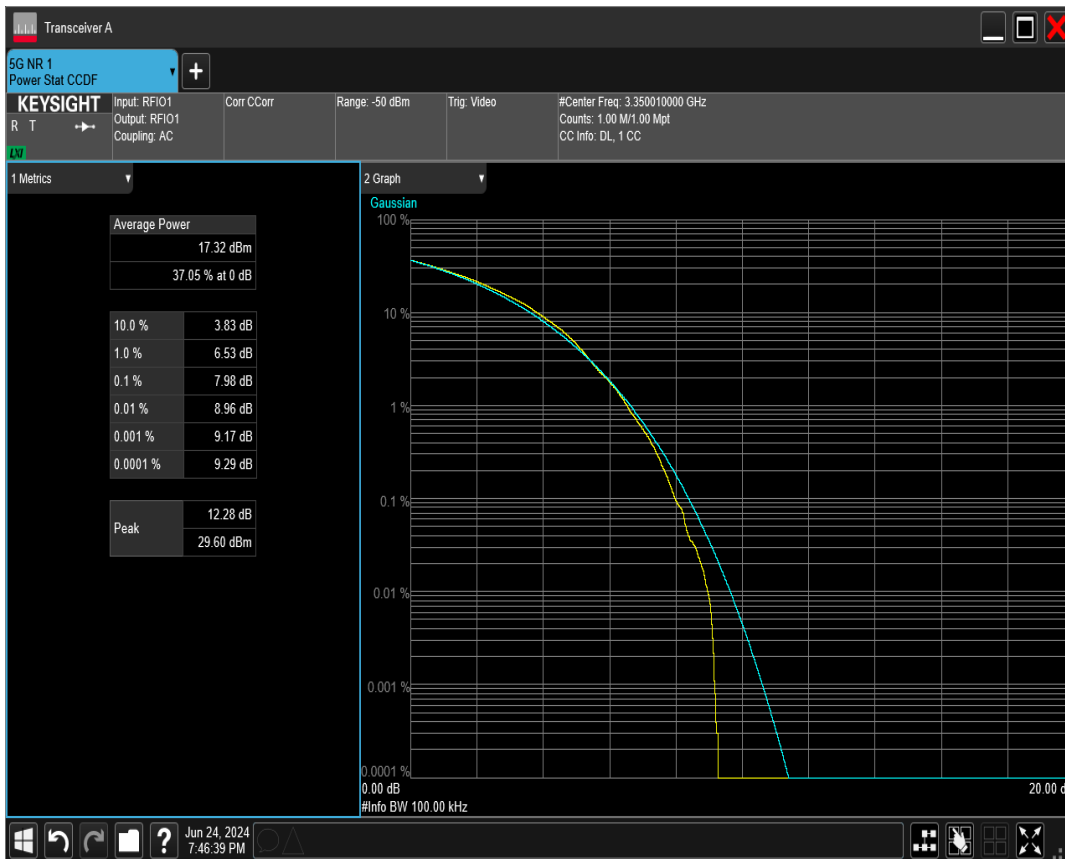 Transceiver A
5G NR 1
Power Stat CCDF
KEYSIGHT
R T
LXI
Input: RFIO1
Output: RFIO1
Coupling: AC
Corr CCorr
Range: -50 dBm
Trig: Video
#Center Freq: 3.350010000 GHz
Counts: 1.00 M/1.00 Mpt
CC Info: DL, 1 CC
1 Metrics
Average Power
17.32 dBm
37.05 % at 0 dB
10.0 % 3.83 dB
1.0 % 6.53 dB
0.1 % 7.98 dB
0.01 % 8.96 dB
0.001 % 9.17 dB
0.0001 % 9.29 dB
Peak
12.28 dB
29.60 dBm
2 Graph
Gaussian
100 %
10 %
1 %
0.1 %
0.01 %
0.001 %
0.0001 %
0.00 dB
20.00 d
#Info BW 100.00 kHz
?
Jun 24, 2024
7:46:39 PM